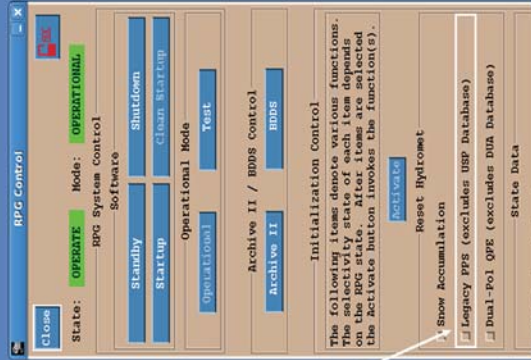 RPG Control
Close
State: OPERATE Mode: OPERATIONAL
RPG System Control
Software
Standby Shutdown
Startup Clean Startup
Operational Mode
Operational Test
Archive II / BDDS Control
Archive II BDDS
Initialization Control
The following items denote various functions.
The selectivity state of each item depends
on the RPG state. After items are selected
the Activate button invokes the function(s).
Activate
Reset Hydromet
Snow Accumulation
Legacy PPS (excludes USP Database)
Dual-Pol QPE (excludes DUA Database)
State Data